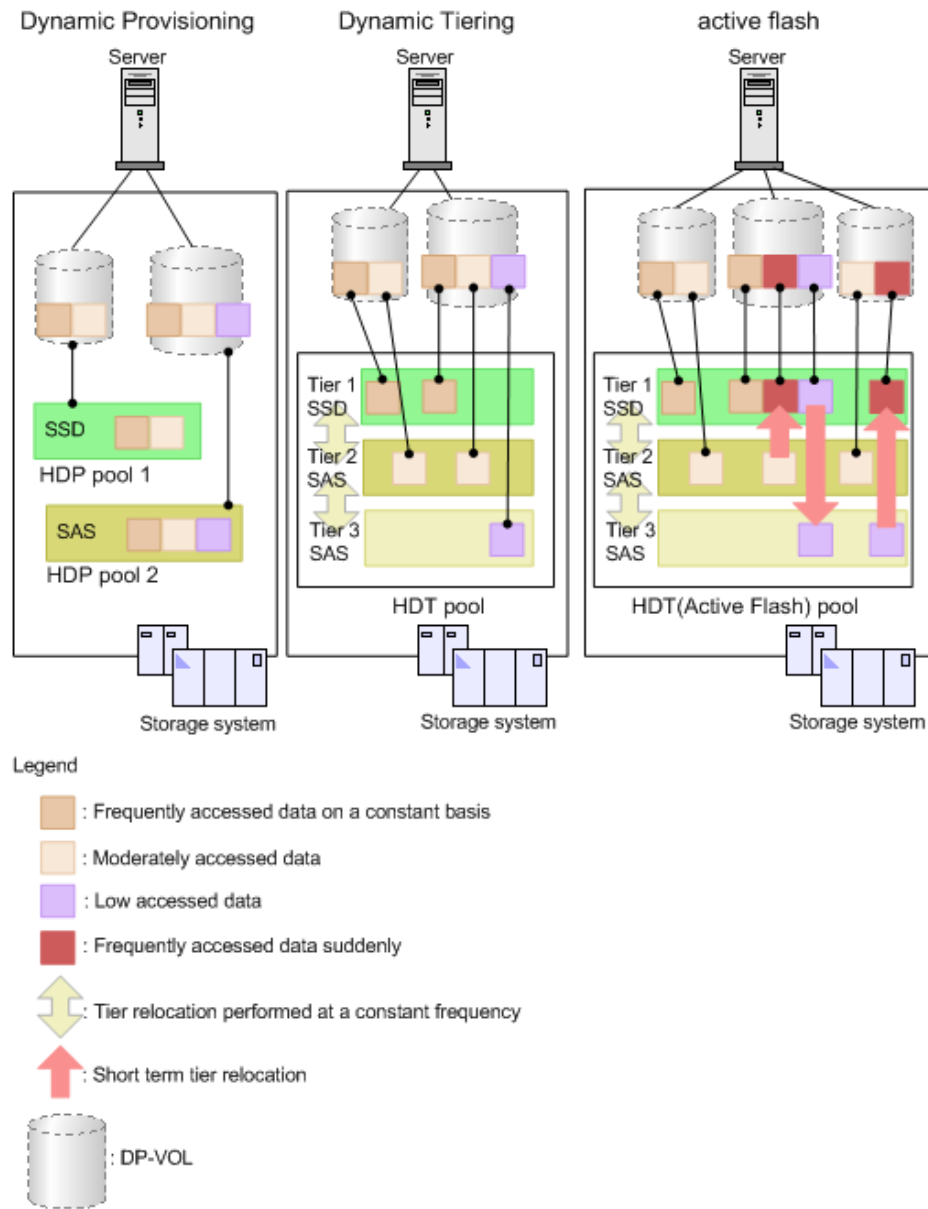 Dynamic Provisioning
Dynamic Tiering
active flash
Server
Server
Server
SSD
HDP pool 1
SAS
HDP pool 2
Storage system
Tier 1
SSD
Tier 2
SAS
Tier 3
SAS
HDT pool
Storage system
Tier 1
SSD
Tier 2
SAS
Tier 3
SAS
HDT(Active Flash) pool
Storage system
Legend
: Frequently accessed data on a constant basis
: Moderately accessed data
: Low accessed data
: Frequently accessed data suddenly
: Tier relocation performed at a constant frequency
: Short term tier relocation
: DP-VOL